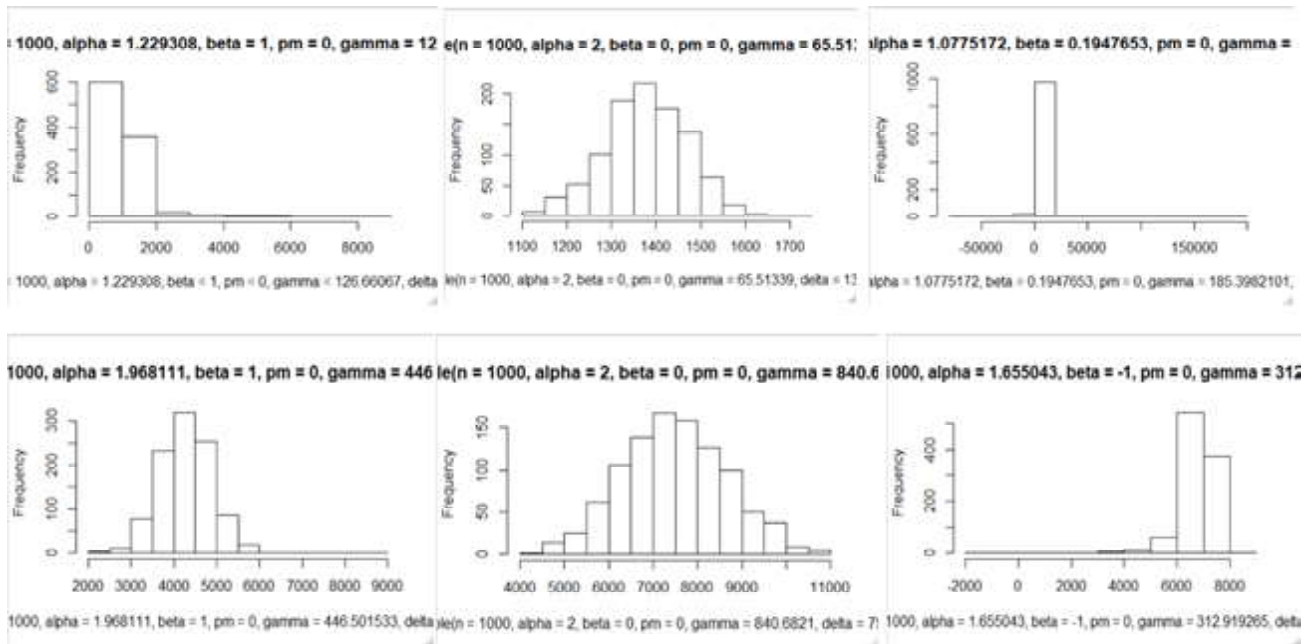 1000, alpha = 1.229308, beta = 1, pm = 0, gamma = 12
Frequency
0 200 400 600
0 2000 4000 6000 8000
1000, alpha = 1.229308, beta = 1, pm = 0, gamma = 126.66067, delta
le(n = 1000, alpha = 2, beta = 0, pm = 0, gamma = 65.51
Frequency
0 50 100 200
1100 1200 1300 1400 1500 1600 1700
le(n = 1000, alpha = 2, beta = 0, pm = 0, gamma = 65.51339, delta = 13
alpha = 1.0775172, beta = 0.1947653, pm = 0, gamma =
Frequency
0 200 600 1000
-50000 0 50000 150000
alpha = 1.0775172, beta = 0.1947653, pm = 0, gamma = 185.3982101,
1000, alpha = 1.968111, beta = 1, pm = 0, gamma = 446
Frequency
0 100 200 300
2000 3000 4000 5000 6000 7000 8000 9000
1000, alpha = 1.968111, beta = 1, pm = 0, gamma = 446.501533, delta
le(n = 1000, alpha = 2, beta = 0, pm = 0, gamma = 840.6
Frequency
0 50 100 150
4000 5000 6000 7000 8000 9000 11000
le(n = 1000, alpha = 2, beta = 0, pm = 0, gamma = 840.6821, delta = 7
1000, alpha = 1.655043, beta = -1, pm = 0, gamma = 312
Frequency
0 200 400
-2000 0 2000 4000 6000 8000
1000, alpha = 1.655043, beta = -1, pm = 0, gamma = 312.919265, delta